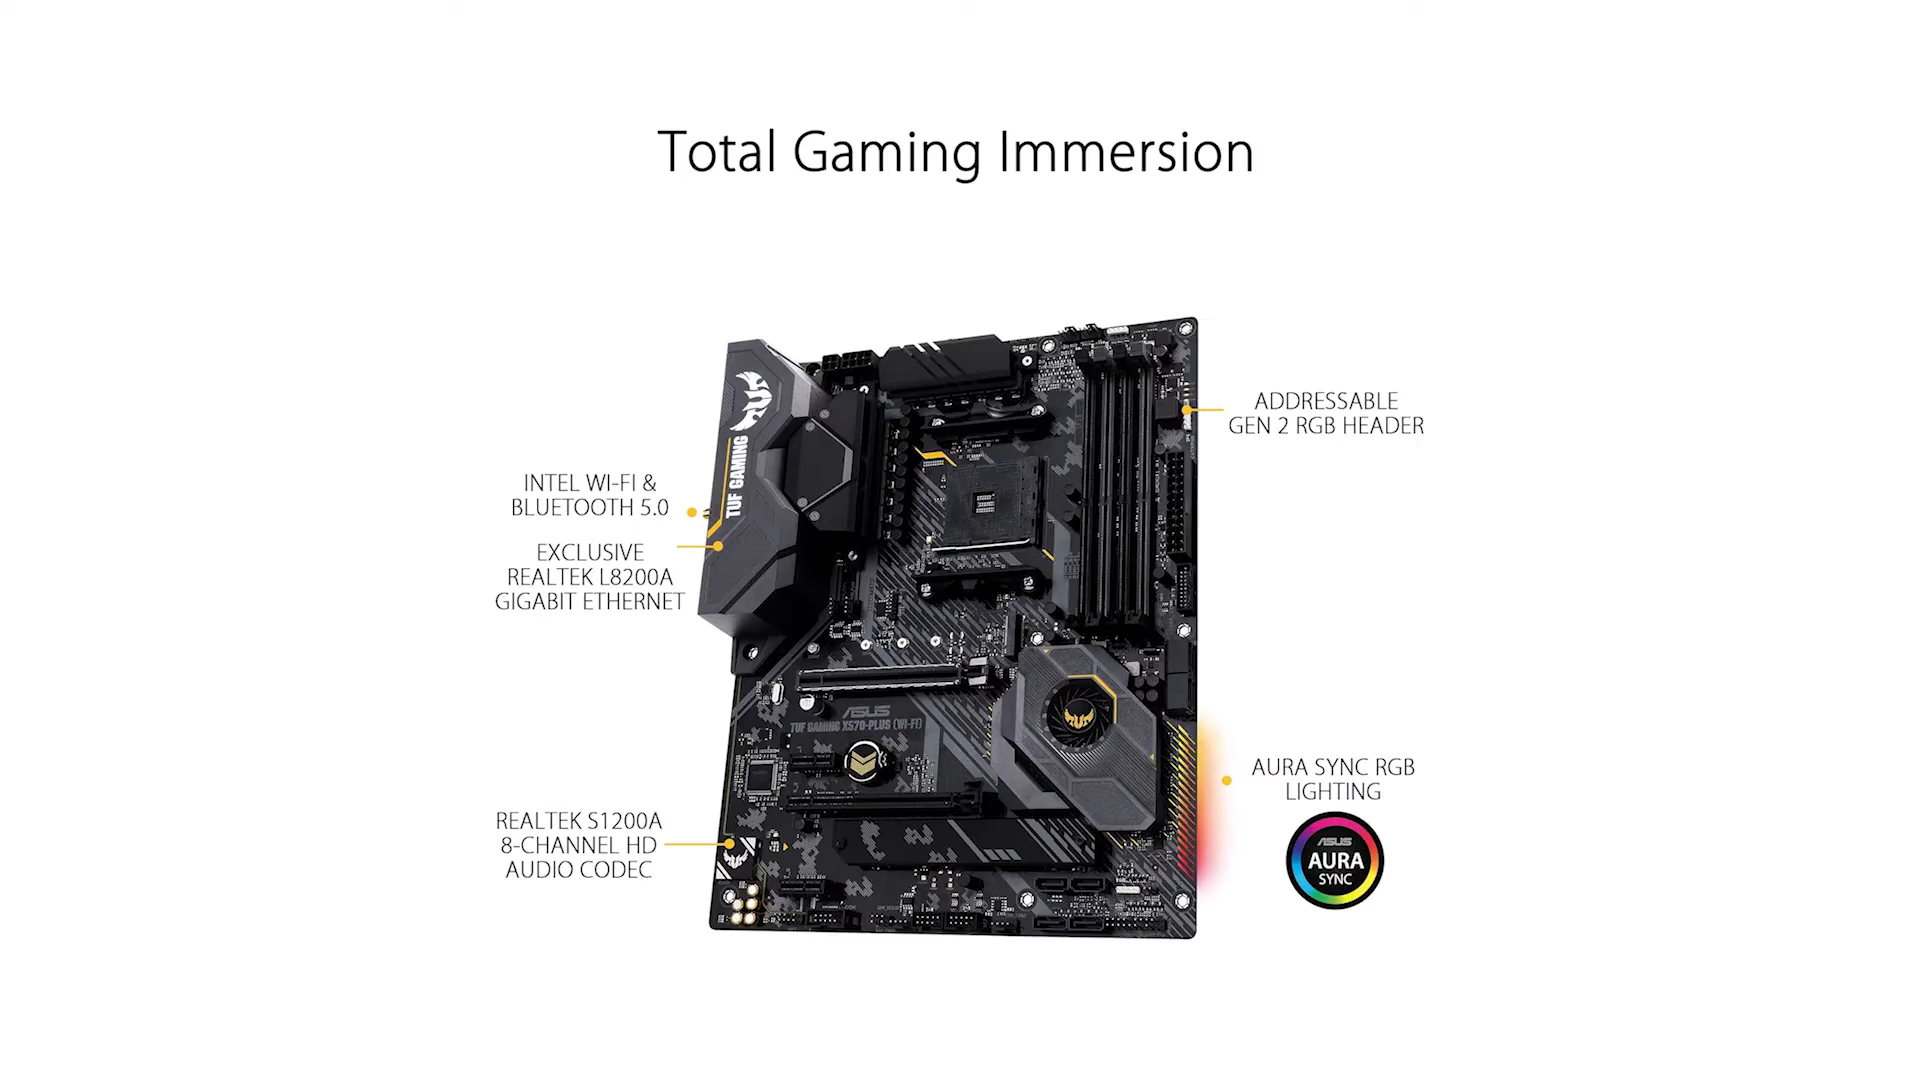 Total Gaming Immersion
ADDRESSABLE
GEN 2 RGB HEADER
INTEL WI-FI &
BLUETOOTH 5.0
EXCLUSIVE
REALTEK L8200A
GIGABIT ETHERNET
TUF GAMING
ASUS
TUF GAMING X570-PLUS (WI-FI)
AURA SYNC RGB
LIGHTING
ASUS
AURA
SYNC
REALTEK S1200A
8-CHANNEL HD
AUDIO CODEC